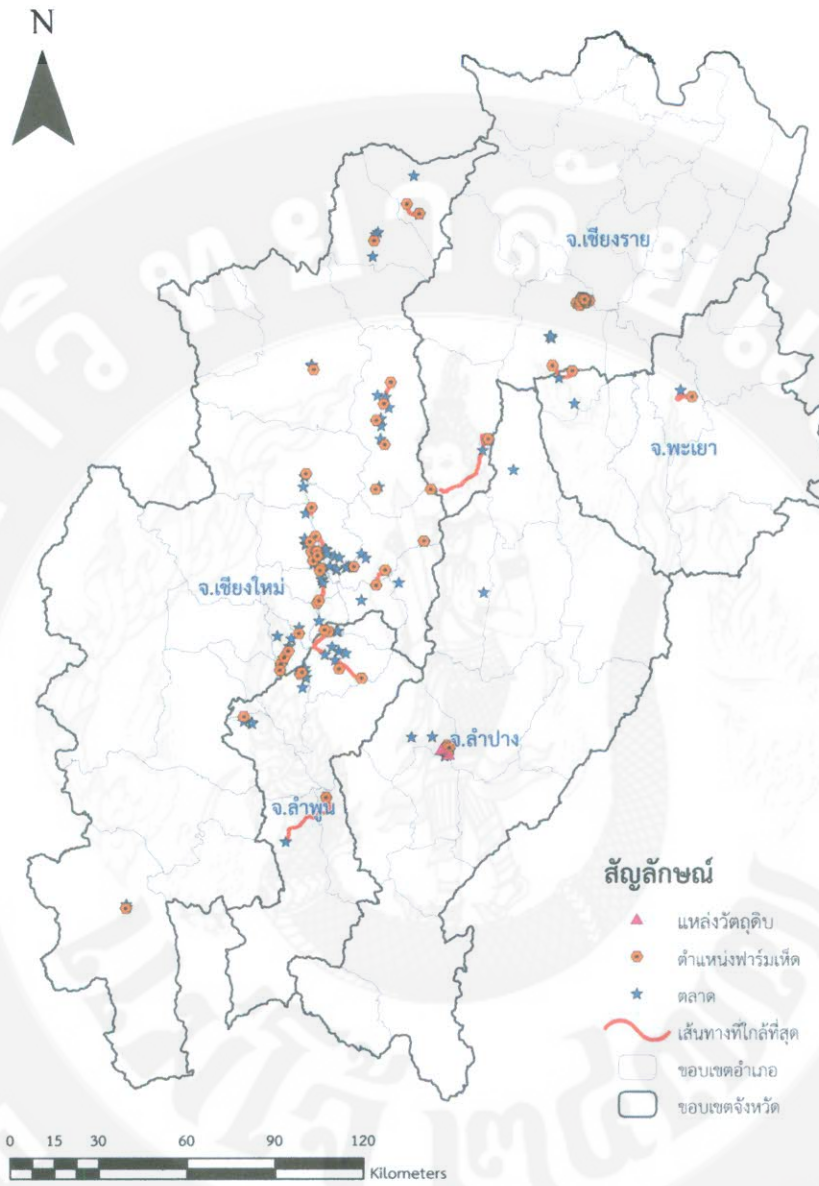 N
จ.เชียงราย
จ.พะเยา
จ.เชียงใหม่
จ.ลำปาง
จ.ลำพูน
สัญลักษณ์
แหล่งวัตถุดิบ
ตำแหน่งฟาร์มเห็ด
ตลาด
เส้นทางที่ใกล้ที่สุด
ขอบเขตอำเภอ
ขอบเขตจังหวัด
0 15 30 60 90 120
Kilometers